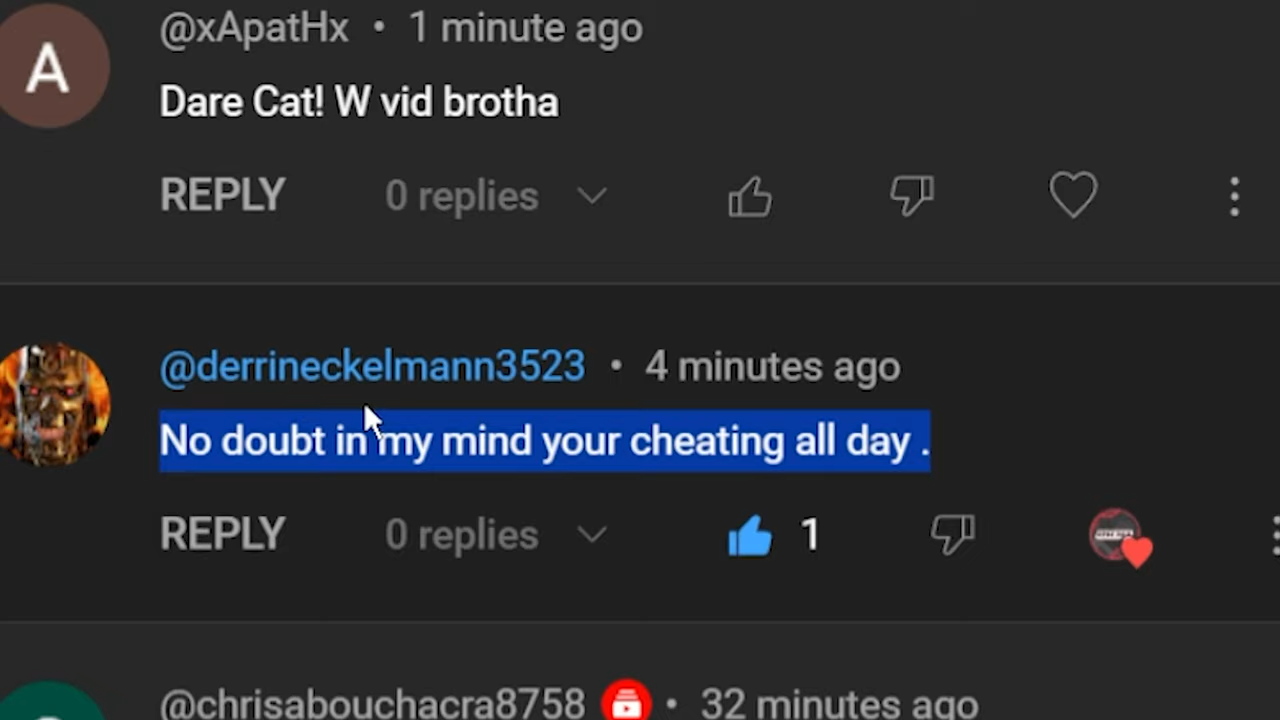 A
@xApatHx • 1 minute ago
Dare Cat! W vid brotha
REPLY 0 replies
@derrineckelmann3523 • 4 minutes ago
No doubt in my mind your cheating all day .
REPLY 0 replies 1
@chrisabouchacra8758 • 32 minutes ago